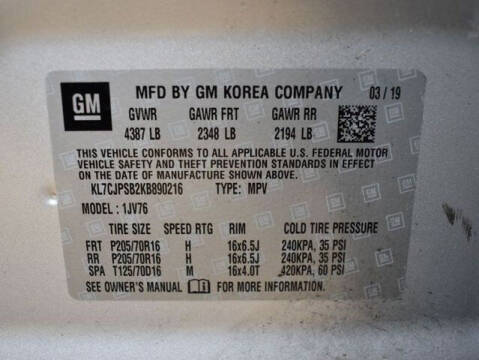 GM
MFD BY GM KOREA COMPANY 03 / 19
GVWR GAWR FRT GAWR RR
4387 LB 2348 LB 2194 LB
THIS VEHICLE CONFORMS TO ALL APPLICABLE U.S. FEDERAL MOTOR
VEHICLE SAFETY AND THEFT PREVENTION STANDARDS IN EFFECT
ON THE DATE OF MANUFACTURE SHOWN ABOVE.
KL7CJPSB2KB890216 TYPE: MPV
MODEL : 1JV76
TIRE SIZE SPEED RTG RIM COLD TIRE PRESSURE
FRT P205/70R16 H 16x6.5J 240KPA, 35 PSI
RR P205/70R16 H 16x6.5J 240KPA, 35 PSI
SPA T125/70D16 M 16x4.0T 420KPA, 60 PSI
SEE OWNER'S MANUAL FOR MORE INFORMATION.